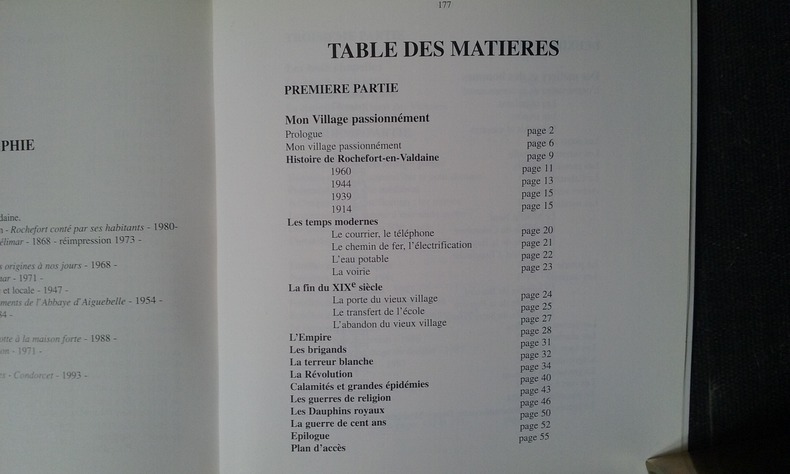 PHIE
daine.
n - Rochefort conté par ses habitants - 1980-
élimar - 1868 - réimpression 1973 -
origines à nos jours - 1968 -
mar - 1971 -
et locale - 1947 -
ments de l'Abbaye d'Aiguebelle - 1954 -
84 -
otte à la maison forte - 1988 -
on - 1971 -
es - Condorcet - 1993 -
177
TABLE DES MATIERES
PREMIERE PARTIE
Mon Village passionnément
Prologue page 2
Mon village passionnément page 6
Histoire de Rochefort-en-Valdaine page 9
1960 page 11
1944 page 13
1939 page 15
1914 page 15
Les temps modernes
Le courrier, le téléphone page 20
Le chemin de fer, l'électrification page 21
L'eau potable page 22
La voirie page 23
La fin du XIXe siècle
La porte du vieux village page 24
Le transfert de l'école page 25
L'abandon du vieux village page 27
L'Empire page 28
Les brigands page 31
La terreur blanche page 32
La Révolution page 34
Calamités et grandes épidémies page 40
Les guerres de religion page 43
Les Dauphins royaux page 46
La guerre de cent ans page 50
Epilogue page 52
Plan d'accès page 55